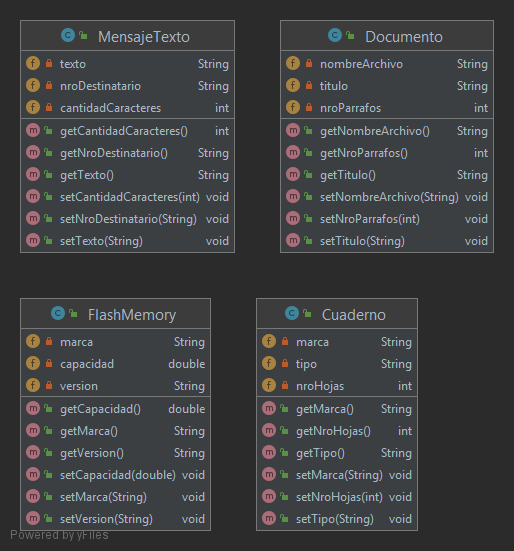 MensajeTexto
texto String
nroDestinatario String
cantidadCaracteres int
getCantidadCaracteres() int
getNroDestinatario() String
getTexto() String
setCantidadCaracteres(int) void
setNroDestinatario(String) void
setTexto(String) void
Documento
nombreArchivo String
titulo String
nroParrafos int
getNombreArchivo() String
getNroParrafos() int
getTitulo() String
setNombreArchivo(String) void
setNroParrafos(int) void
setTitulo(String) void
FlashMemory
marca String
capacidad double
version String
getCapacidad() double
getMarca() String
getVersion() String
setCapacidad(double) void
setMarca(String) void
setVersion(String) void
Cuaderno
marca String
tipo String
nroHojas int
getMarca() String
getNroHojas() int
getTipo() String
setMarca(String) void
setNroHojas(int) void
setTipo(String) void
Powered by yFiles